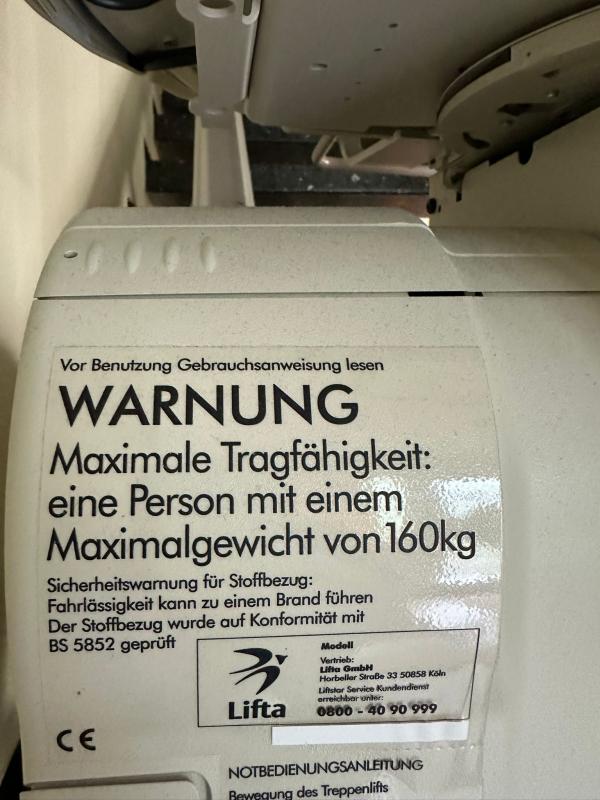 Vor Benutzung Gebrauchsanweisung lesen
WARNUNG
Maximale Tragfähigkeit:
eine Person mit einem
Maximalgewicht von 160kg
Sicherheitswarnung für Stoffbezug:
Fahrlässigkeit kann zu einem Brand führen
Der Stoffbezug wurde auf Konformität mit
BS 5852 geprüft
Lifta
Modell
Vertrieb:
Lifta GmbH
Horbeller Straße 33 50858 Köln
Liftstar Service Kundendienst
erreichbar unter:
0800 - 40 90 999
CE
NOTBEDIENUNGSANLEITUNG
Bewegung des Treppenlifts